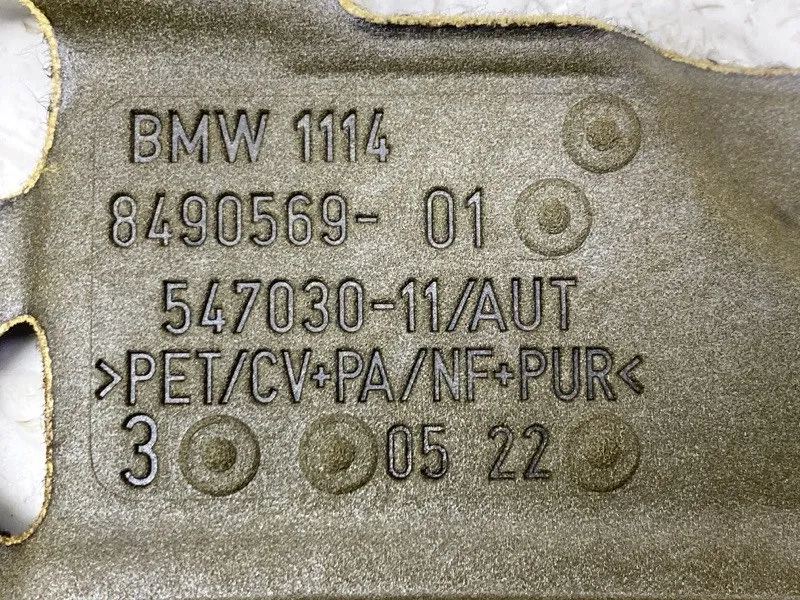 BMW 1114
8490569- 01
547030-11/AUT
>PET/CV+PA/NF+PUR<
3 05 22